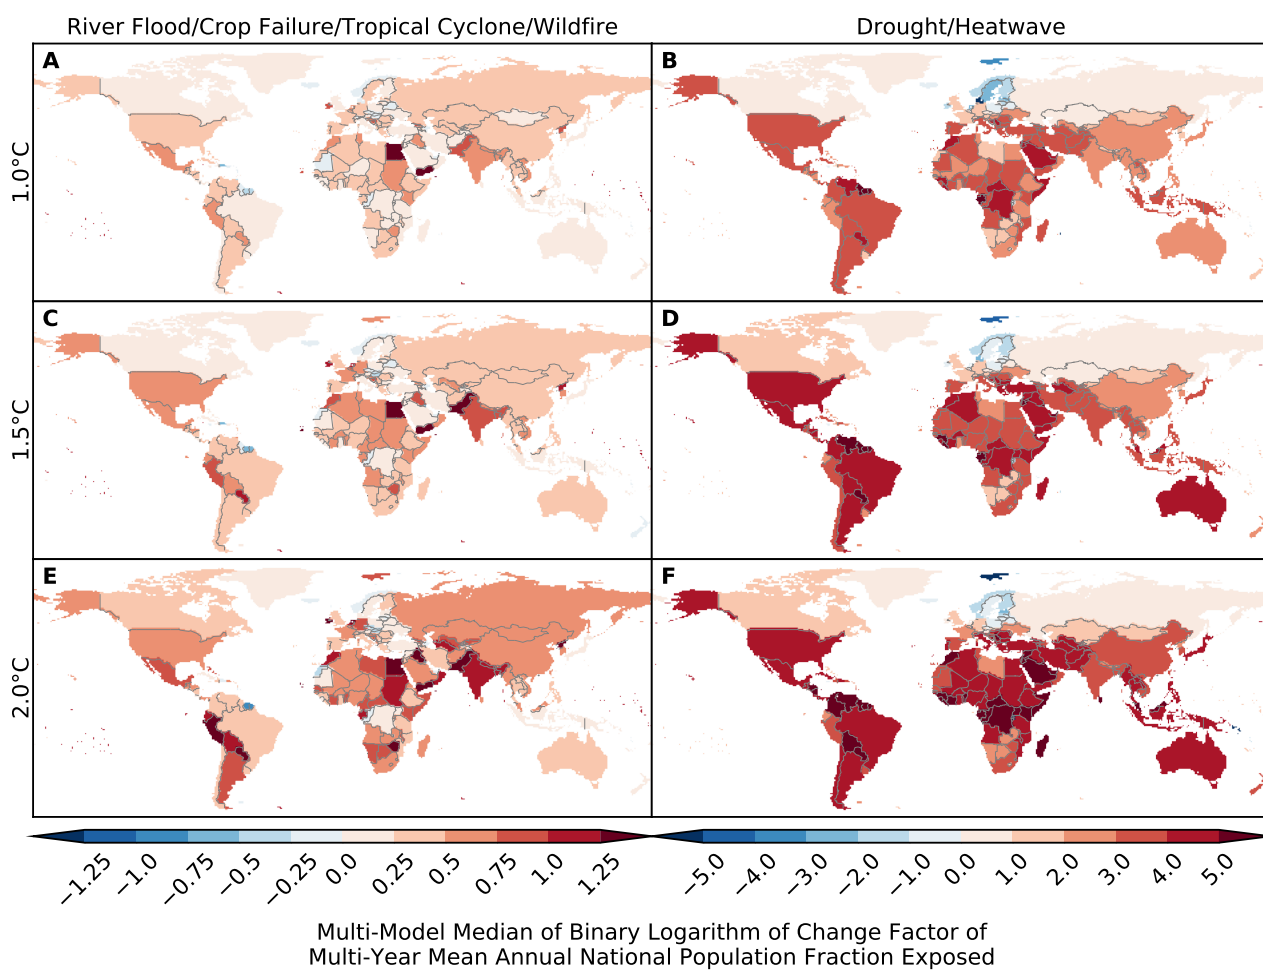 River Flood/Crop Failure/Tropical Cyclone/Wildfire
Drought/Heatwave
A
B
1.0°C
C
D
1.5°C
E
F
2.0°C
−1.25 −1.0 −0.75 −0.5 −0.25 0.0 0.25 0.5 0.75 1.0 1.25
−5.0 −4.0 −3.0 −2.0 −1.0 0.0 1.0 2.0 3.0 4.0 5.0
Multi-Model Median of Binary Logarithm of Change Factor of
Multi-Year Mean Annual National Population Fraction Exposed